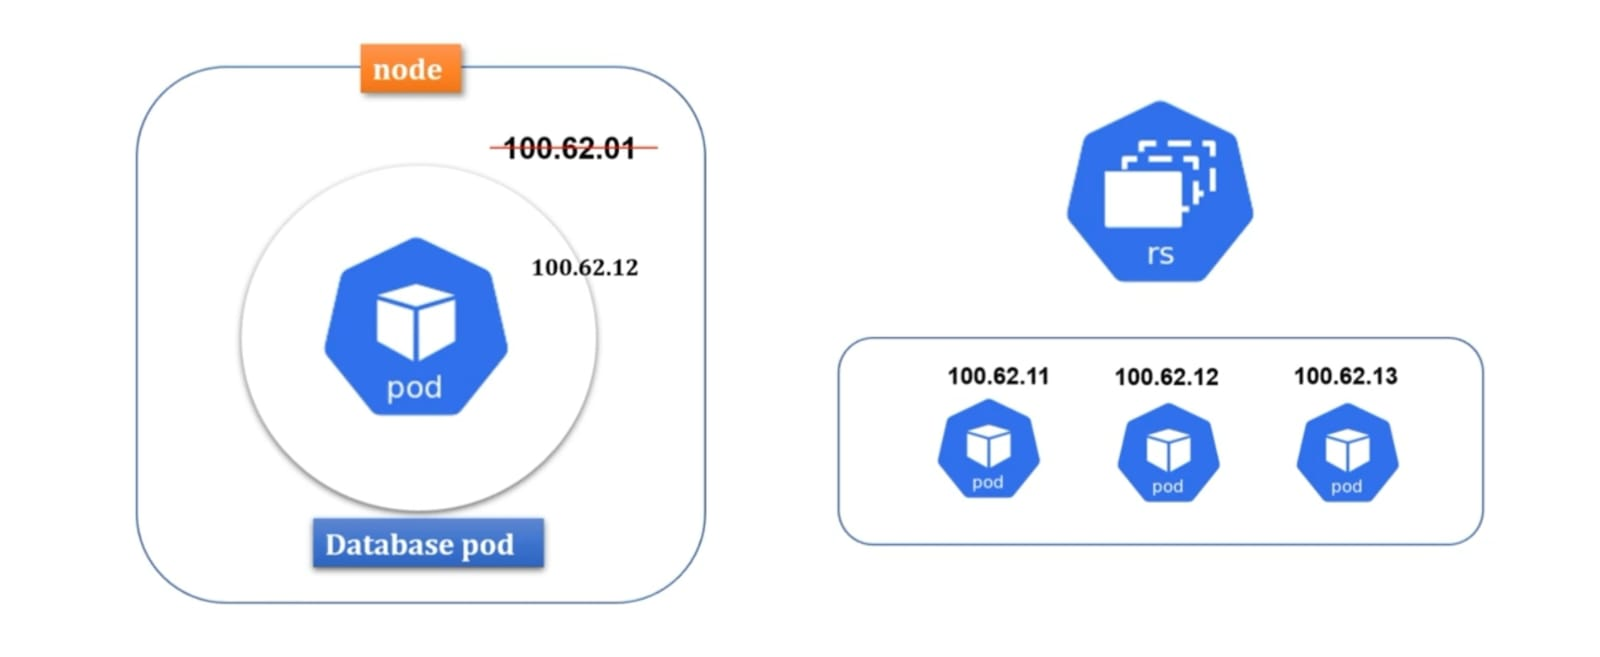 node
100.62.01
100.62.12
pod
Database pod
rs
100.62.11
100.62.12
100.62.13
pod
pod
pod